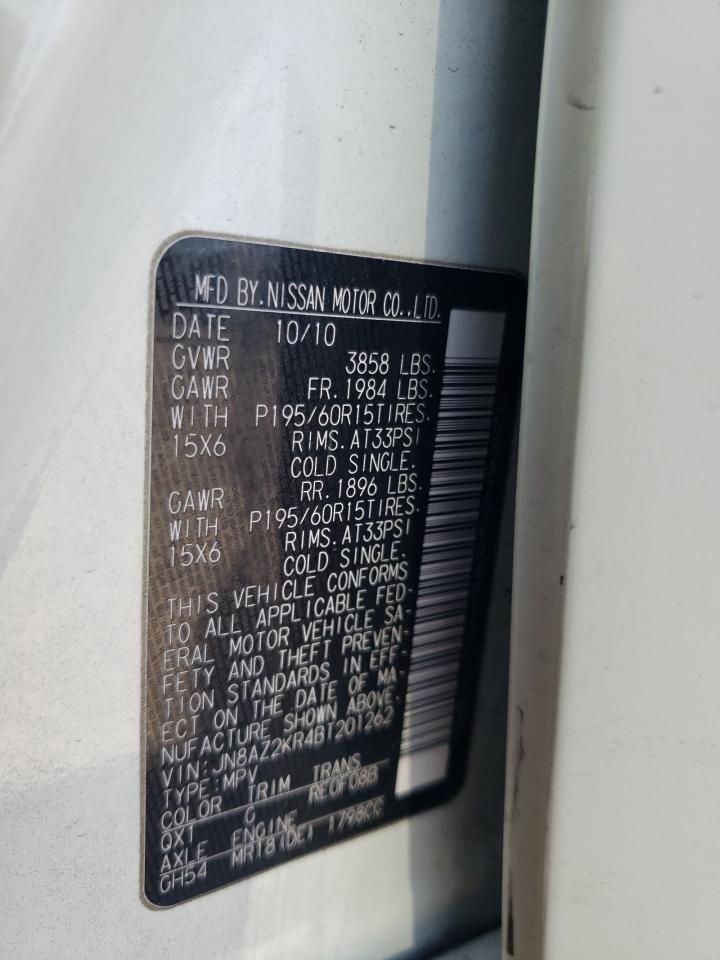 MFD BY.NISSAN MOTOR CO.,LTD.
DATE 10/10
GVWR 3858 LBS.
GAWR FR. 1984 LBS.
WITH P195/60R15TIRES.
15X6 RIMS. AT33PSI
COLD SINGLE.
GAWR RR. 1896 LBS.
WITH P195/60R15TIRES.
15X6 RIMS. AT33PSI
COLD SINGLE.
THIS VEHICLE CONFORMS
TO ALL APPLICABLE FED-
ERAL MOTOR VEHICLE SA-
FETY AND THEFT PREVEN-
TION STANDARDS IN EFF-
ECT ON THE DATE OF MA-
NUFACTURE SHOWN ABOVE.
VIN: JN8AZ2KR4BT201262
TYPE:MPV
COLOR TRIM TRANS
QX1 G RE0F08B
AXLE ENGINE
GH54 MR18(DE) 1798CC